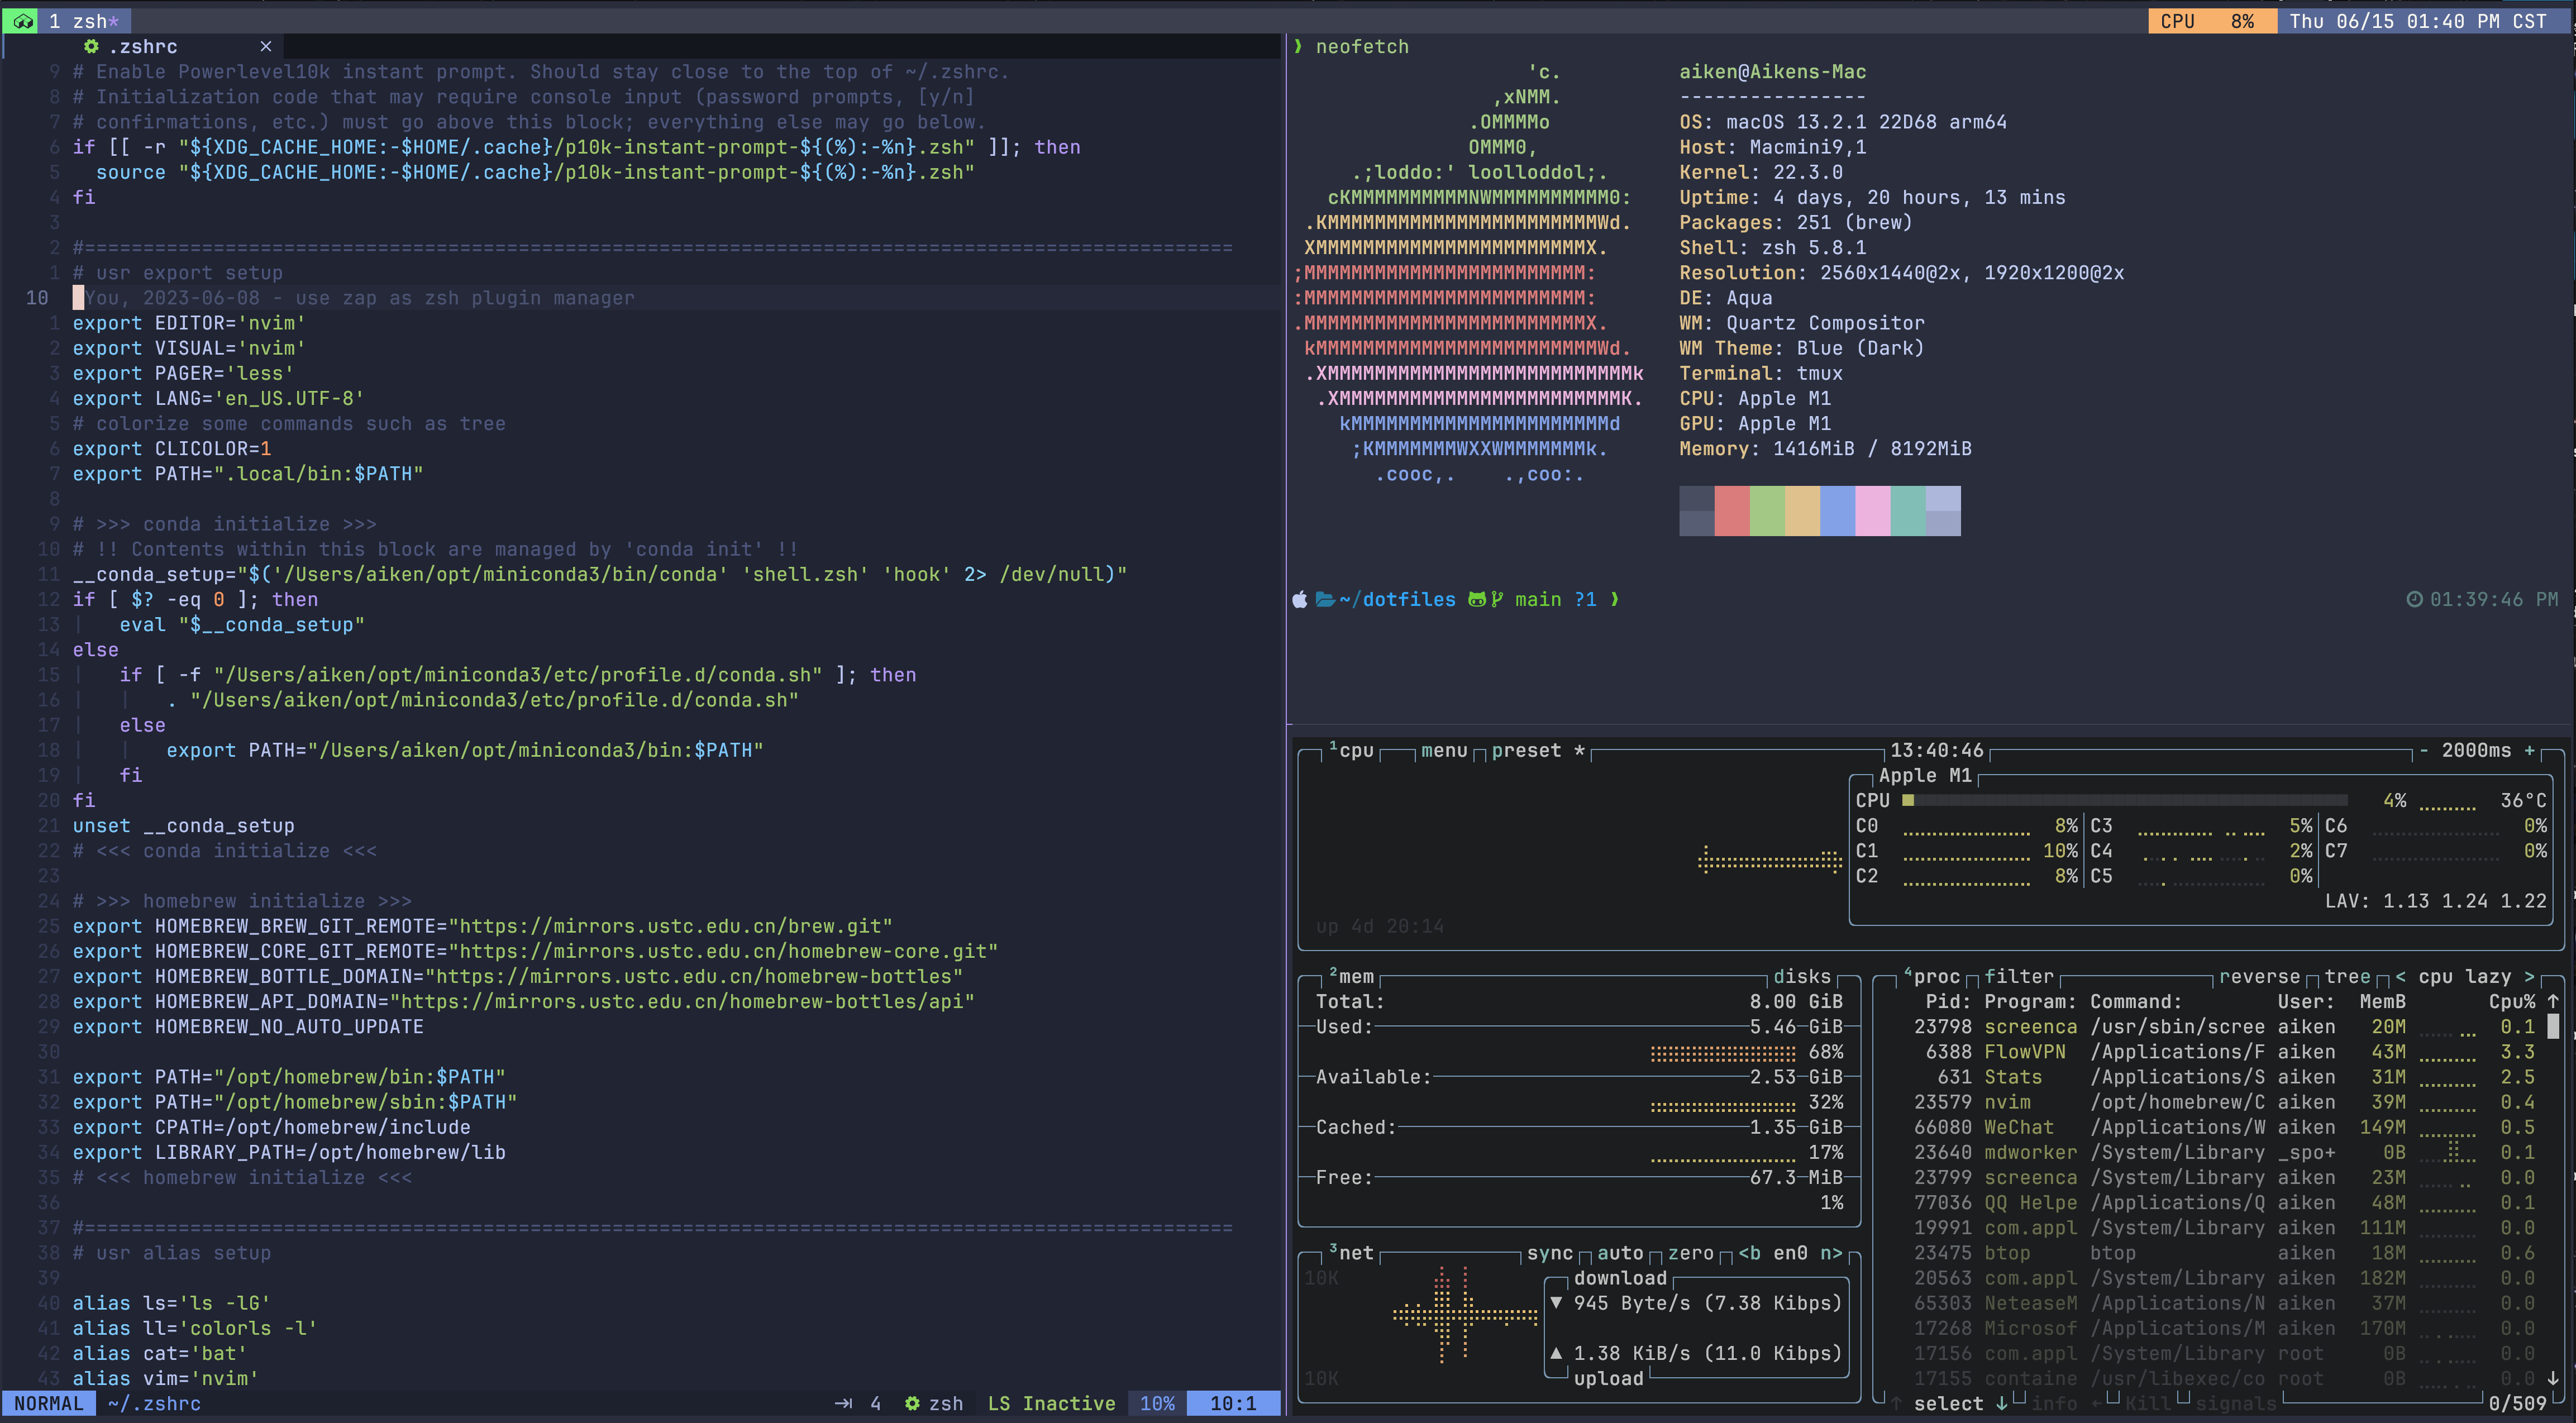 1 zsh*
CPU 8% Thu 06/15 01:40 PM CST
.zshrc ×
9 # Enable Powerlevel10k instant prompt. Should stay close to the top of ~/.zshrc.
8 # Initialization code that may require console input (password prompts, [y/n]
7 # confirmations, etc.) must go above this block; everything else may go below.
6 if [[ -r "${XDG_CACHE_HOME:-$HOME/.cache}/p10k-instant-prompt-${(%):-%n}.zsh" ]]; then
5   source "${XDG_CACHE_HOME:-$HOME/.cache}/p10k-instant-prompt-${(%):-%n}.zsh"
4 fi
3
2 #==================================================================================================
1 # usr export setup
10 You, 2023-06-08 - use zap as zsh plugin manager
1 export EDITOR='nvim'
2 export VISUAL='nvim'
3 export PAGER='less'
4 export LANG='en_US.UTF-8'
5 # colorize some commands such as tree
6 export CLICOLOR=1
7 export PATH=".local/bin:$PATH"
8
9 # >>> conda initialize >>>
10 # !! Contents within this block are managed by 'conda init' !!
11 __conda_setup="$('/Users/aiken/opt/miniconda3/bin/conda' 'shell.zsh' 'hook' 2> /dev/null)"
12 if [ $? -eq 0 ]; then
13     eval "$__conda_setup"
14 else
15     if [ -f "/Users/aiken/opt/miniconda3/etc/profile.d/conda.sh" ]; then
16         . "/Users/aiken/opt/miniconda3/etc/profile.d/conda.sh"
17     else
18         export PATH="/Users/aiken/opt/miniconda3/bin:$PATH"
19     fi
20 fi
21 unset __conda_setup
22 # <<< conda initialize <<<
23
24 # >>> homebrew initialize >>>
25 export HOMEBREW_BREW_GIT_REMOTE="https://mirrors.ustc.edu.cn/brew.git"
26 export HOMEBREW_CORE_GIT_REMOTE="https://mirrors.ustc.edu.cn/homebrew-core.git"
27 export HOMEBREW_BOTTLE_DOMAIN="https://mirrors.ustc.edu.cn/homebrew-bottles"
28 export HOMEBREW_API_DOMAIN="https://mirrors.ustc.edu.cn/homebrew-bottles/api"
29 export HOMEBREW_NO_AUTO_UPDATE
30
31 export PATH="/opt/homebrew/bin:$PATH"
32 export PATH="/opt/homebrew/sbin:$PATH"
33 export CPATH=/opt/homebrew/include
34 export LIBRARY_PATH=/opt/homebrew/lib
35 # <<< homebrew initialize <<<
36
37 #==================================================================================================
38 # usr alias setup
39
40 alias ls='ls -lG'
41 alias ll='colorls -l'
42 alias cat='bat'
43 alias vim='nvim'
NORMAL ~/.zshrc 4 zsh LS Inactive 10% 10:1
❱ neofetch
'c.
,xNMM.
.OMMMMo
OMMM0,
.;loddo:' loolloddol;.
cKMMMMMMMMMMNWMMMMMMMMMM0:
.KMMMMMMMMMMMMMMMMMMMMMMMWd.
XMMMMMMMMMMMMMMMMMMMMMMMX.
;MMMMMMMMMMMMMMMMMMMMMMMM:
:MMMMMMMMMMMMMMMMMMMMMMMM:
.MMMMMMMMMMMMMMMMMMMMMMMMX.
kMMMMMMMMMMMMMMMMMMMMMMMMWd.
.XMMMMMMMMMMMMMMMMMMMMMMMMMMk
.XMMMMMMMMMMMMMMMMMMMMMMMMK.
kMMMMMMMMMMMMMMMMMMMMMMd
;KMMMMMMMWXXWMMMMMMMk.
.cooc,.    .,coo:.
aiken@Aikens-Mac
----------------
OS: macOS 13.2.1 22D68 arm64
Host: Macmini9,1
Kernel: 22.3.0
Uptime: 4 days, 20 hours, 13 mins
Packages: 251 (brew)
Shell: zsh 5.8.1
Resolution: 2560x1440@2x, 1920x1200@2x
DE: Aqua
WM: Quartz Compositor
WM Theme: Blue (Dark)
Terminal: tmux
CPU: Apple M1
GPU: Apple M1
Memory: 1416MiB / 8192MiB
~/dotfiles main ?1 ❱ 01:39:46 PM
¹cpu menu preset * 13:40:46 - 2000ms +
Apple M1
CPU 4% 36°C
C0 8% C3 5% C6 0%
C1 10% C4 2% C7 0%
C2 8% C5 0%
LAV: 1.13 1.24 1.22
up 4d 20:14
²mem disks
Total: 8.00 GiB
Used: 5.46 GiB
68%
Available: 2.53 GiB
32%
Cached: 1.35 GiB
17%
Free: 67.3 MiB
1%
³net sync auto zero <b en0 n>
10K
download
▼ 945 Byte/s (7.38 Kibps)
▲ 1.38 KiB/s (11.0 Kibps)
upload
10K
⁴proc filter reverse tree < cpu lazy >
Pid: Program: Command: User: MemB Cpu% ↑
23798 screenca /usr/sbin/scree aiken 20M 0.1
6388 FlowVPN /Applications/F aiken 43M 3.3
631 Stats /Applications/S aiken 31M 2.5
23579 nvim /opt/homebrew/C aiken 39M 0.4
66080 WeChat /Applications/W aiken 149M 0.5
23640 mdworker /System/Library _spo+ 0B 0.1
23799 screenca /System/Library aiken 23M 0.0
77036 QQ Helpe /Applications/Q aiken 48M 0.1
19991 com.appl /System/Library aiken 111M 0.0
23475 btop btop aiken 18M 0.6
20563 com.appl /System/Library aiken 182M 0.0
65303 NeteaseM /Applications/N aiken 37M 0.0
17268 Microsof /Applications/M aiken 170M 0.0
17156 com.appl /System/Library root 0B 0.0
17155 containe /usr/libexec/co root 0B 0.0 ↓
↑ select ↓ info ← Kill signals 0/509